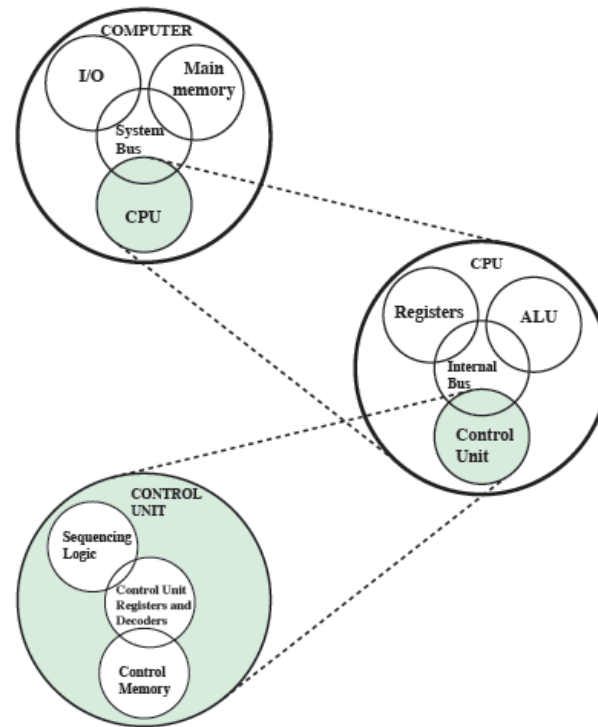 COMPUTER
I/O
Main
memory
System
Bus
CPU
CPU
Registers
ALU
Internal
Bus
Control
Unit
CONTROL
UNIT
Sequencing
Logic
Control Unit
Registers and
Decoders
Control
Memory